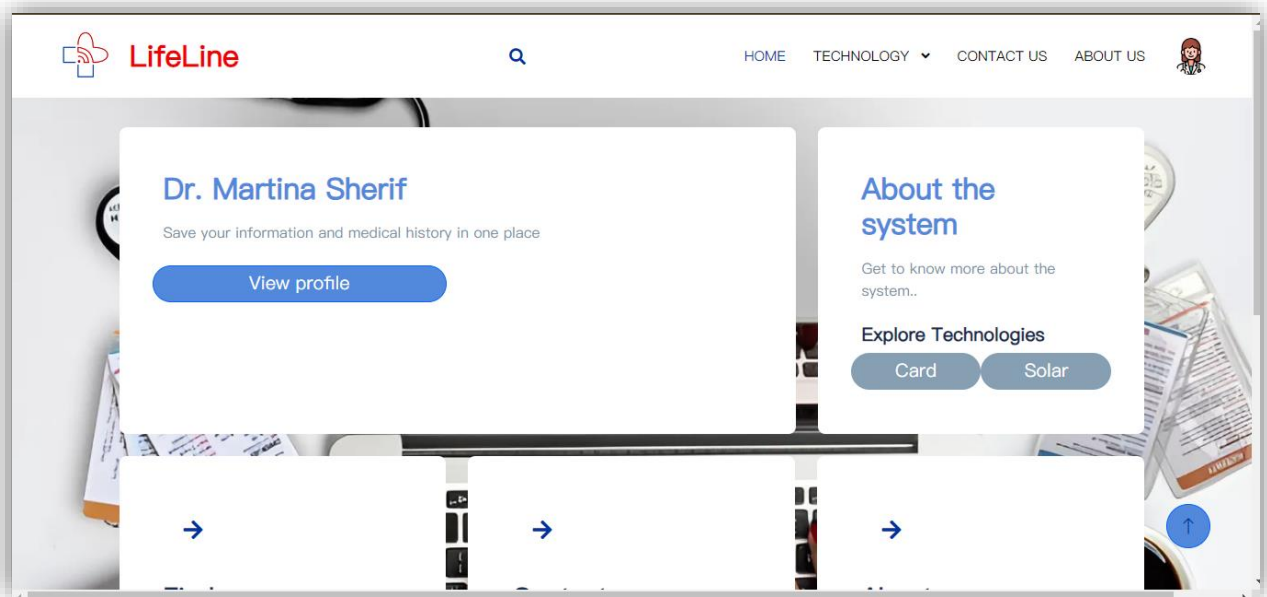 LifeLine
HOME
TECHNOLOGY
CONTACT US
ABOUT US
Dr. Martina Sherif
Save your information and medical history in one place
View profile
About the
system
Get to know more about the
system..
Explore Technologies
Card
Solar